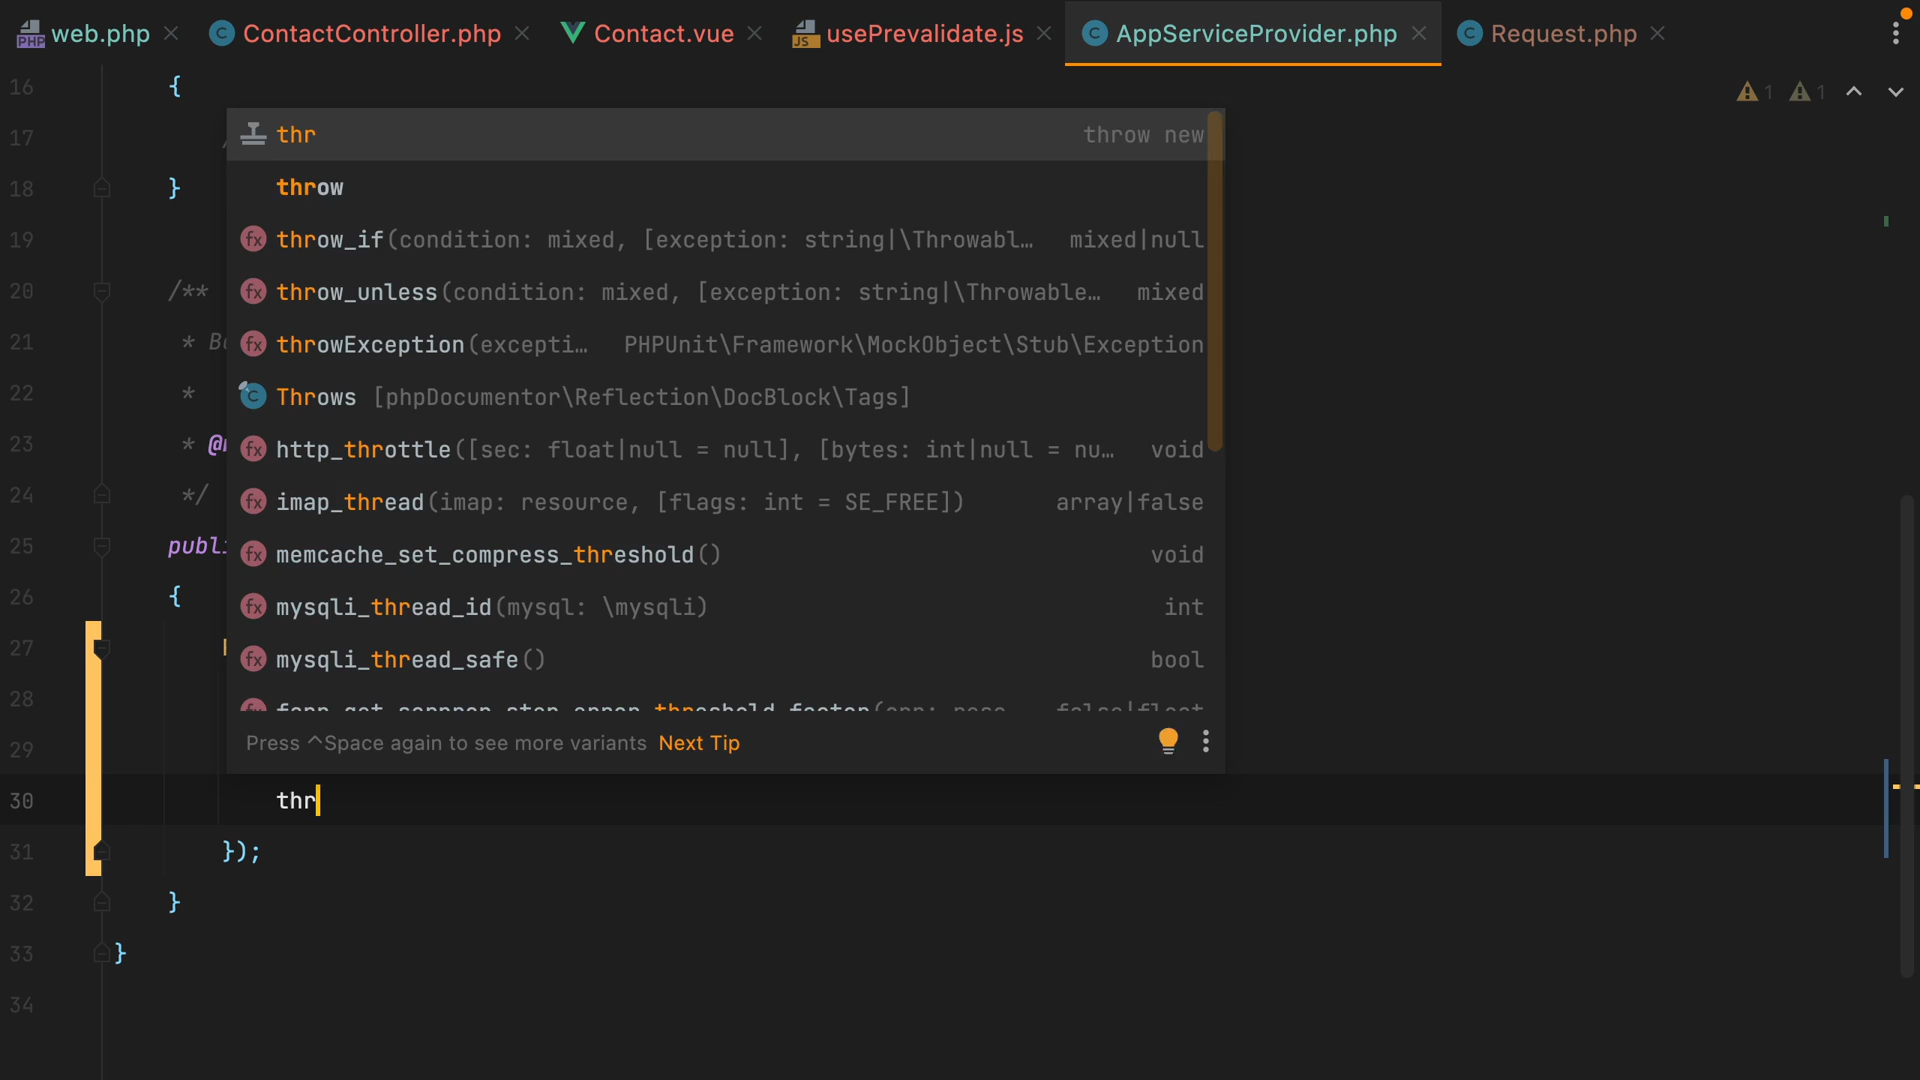 web.php ContactController.php Contact.vue usePrevalidate.js AppServiceProvider.php Request.php
16 {
1 1
17
thr throw new
18 }
throw
19
throw_if(condition: mixed, [exception: string|\Throwabl… mixed|null
20 /**
throw_unless(condition: mixed, [exception: string|\Throwable… mixed
21 *
throwException(excepti… PHPUnit\Framework\MockObject\Stub\Exception
22 *
Throws [phpDocumentor\Reflection\DocBlock\Tags]
23 *
http_throttle([sec: float|null = null], [bytes: int|null = nu… void
24 */
imap_thread(imap: resource, [flags: int = SE_FREE]) array|false
25 publi
memcache_set_compress_threshold() void
26 {
mysqli_thread_id(mysql: \mysqli) int
27
mysqli_thread_safe() bool
28
29
Press ^Space again to see more variants Next Tip
30 thr
31 });
32 }
33 }
34